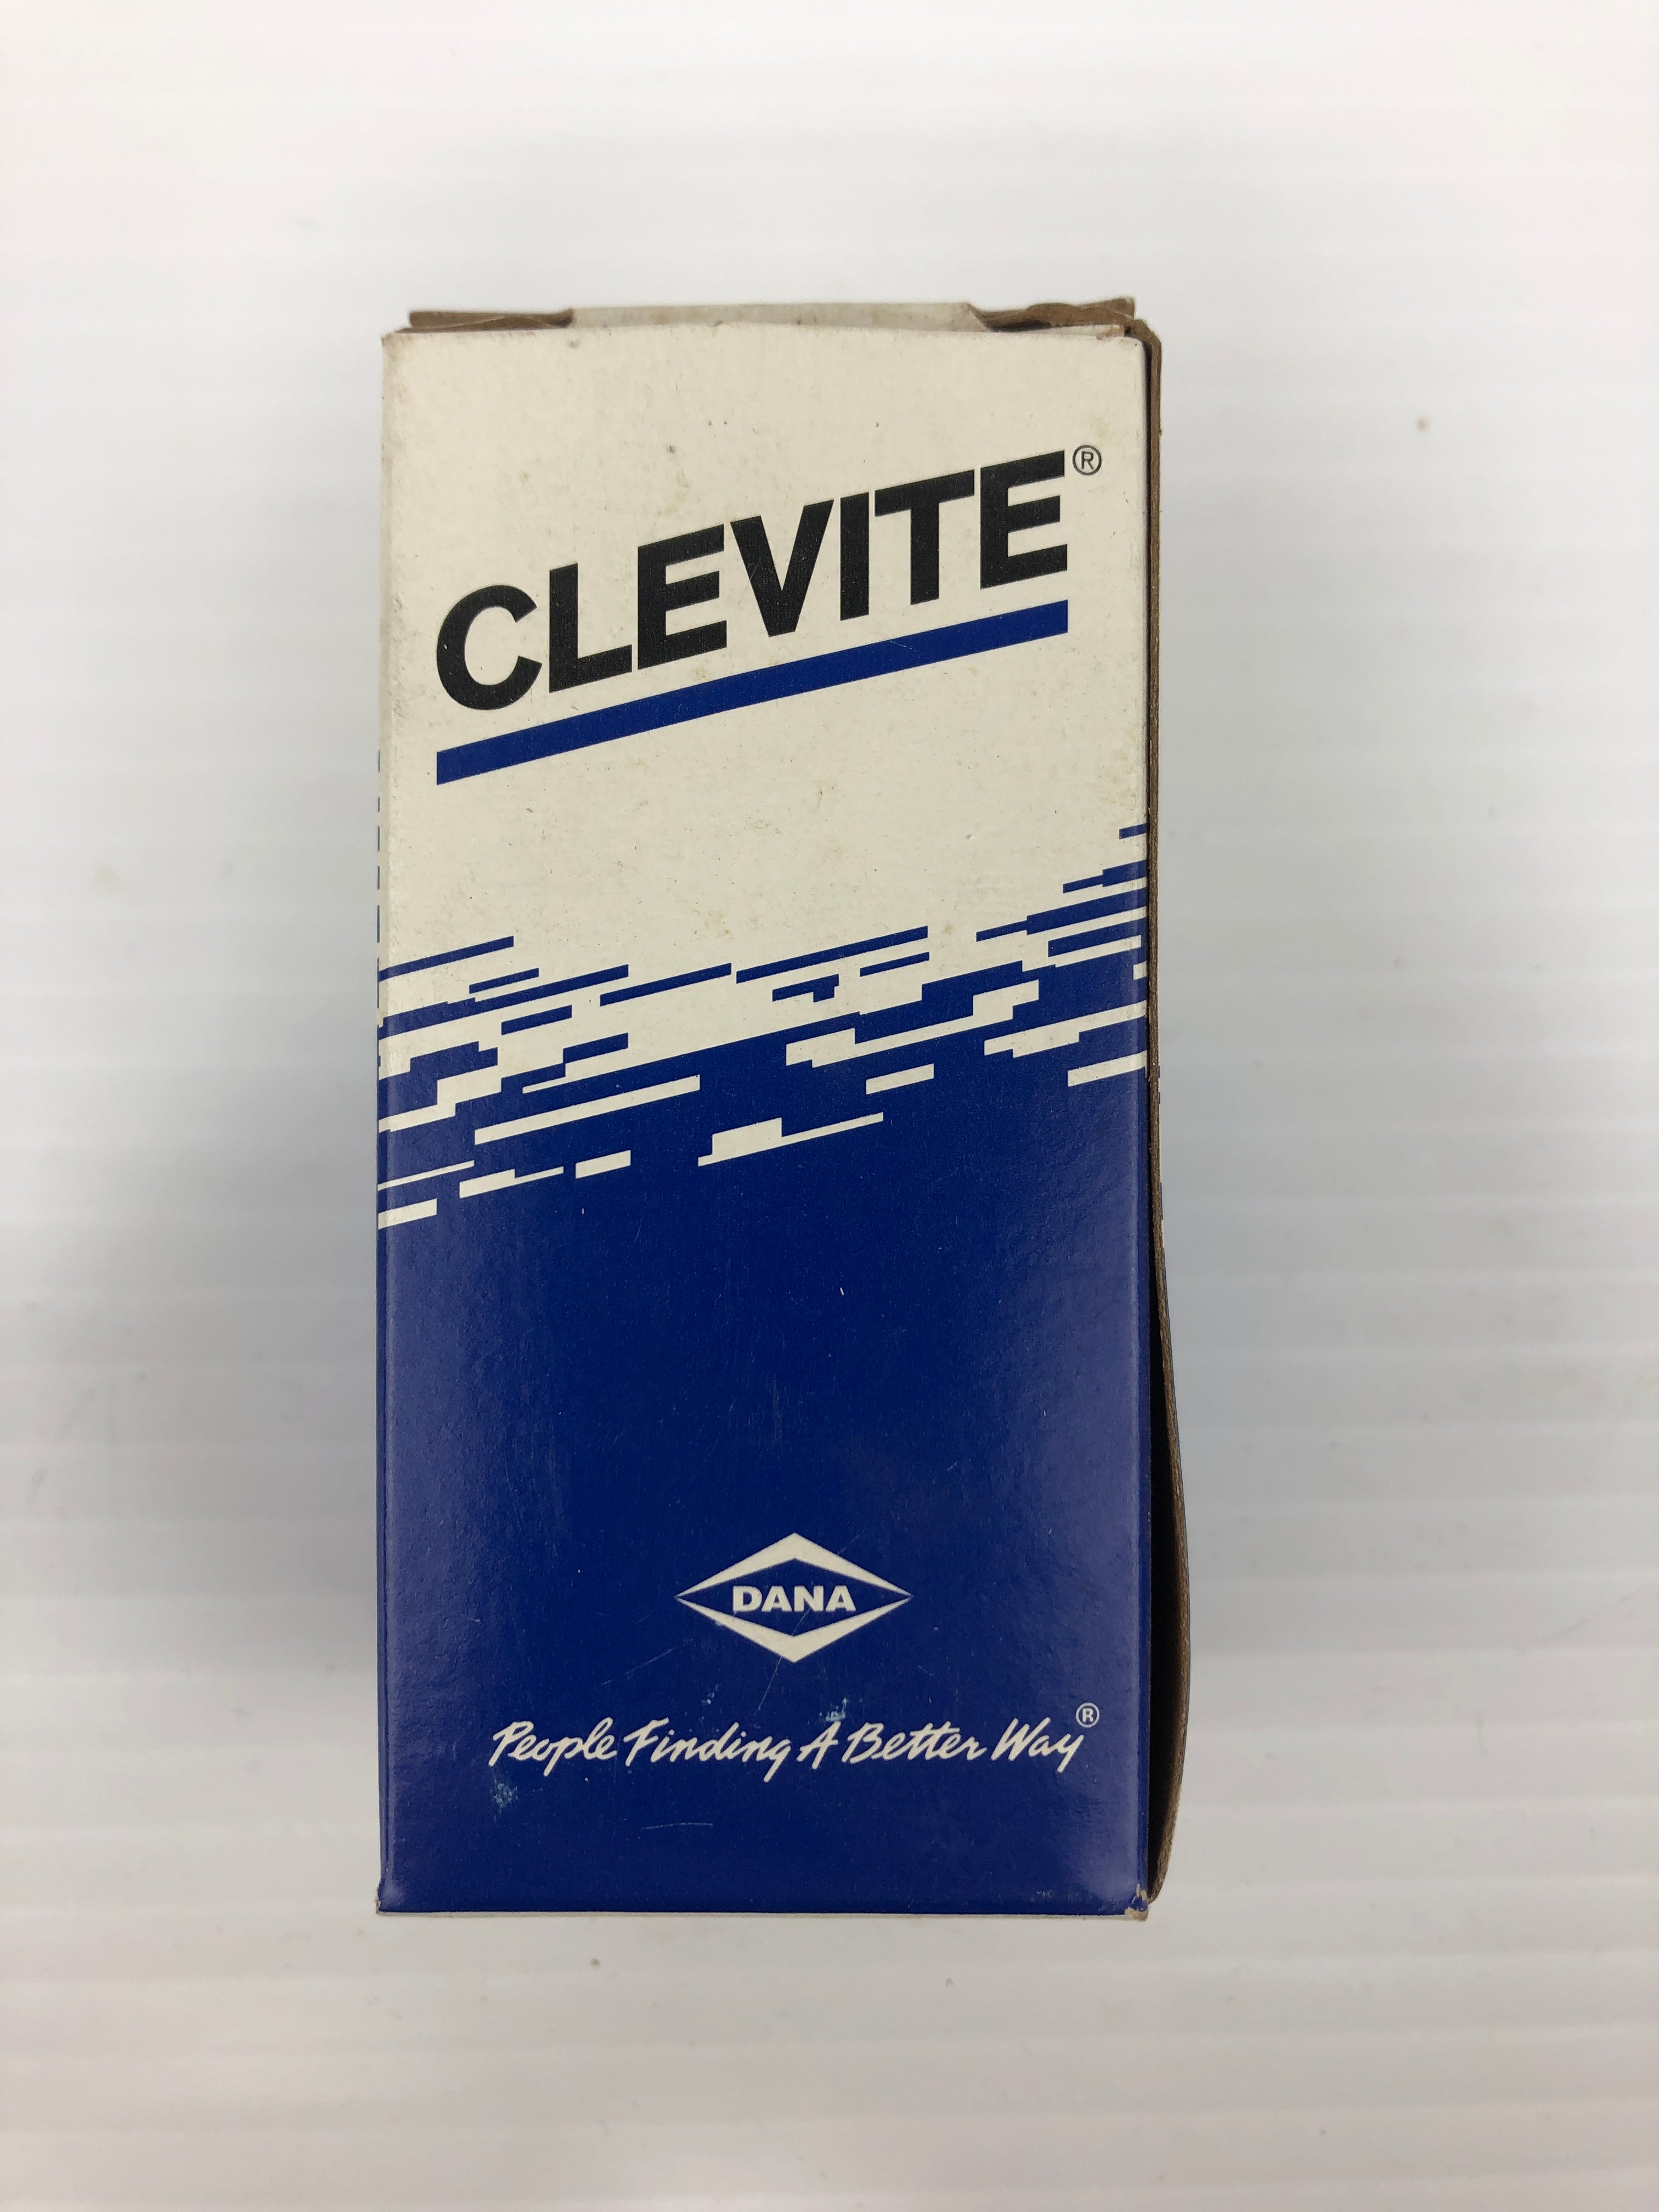 CLEVITE®
DANA
People Finding A Better Way®